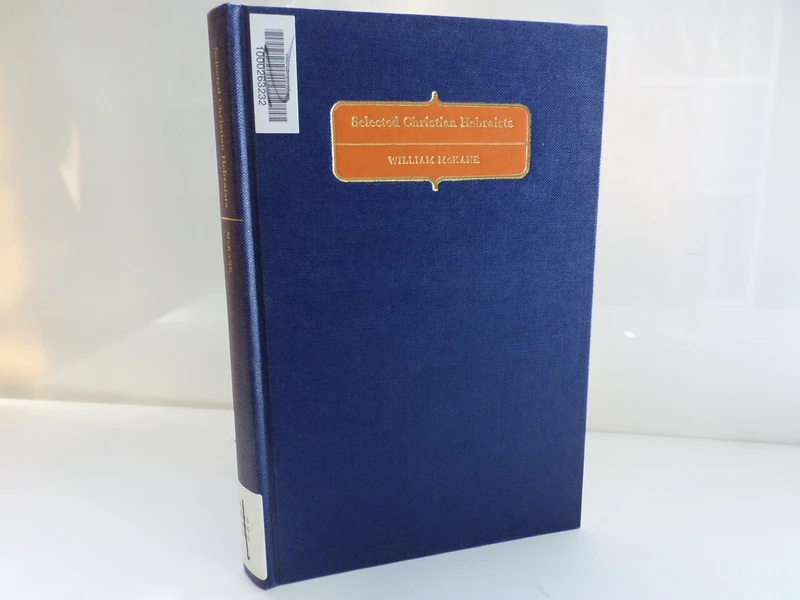 Selected Christian Hebraists
WILLIAM McKANE
1000263232
Selected Christian Hebraists
McKANE